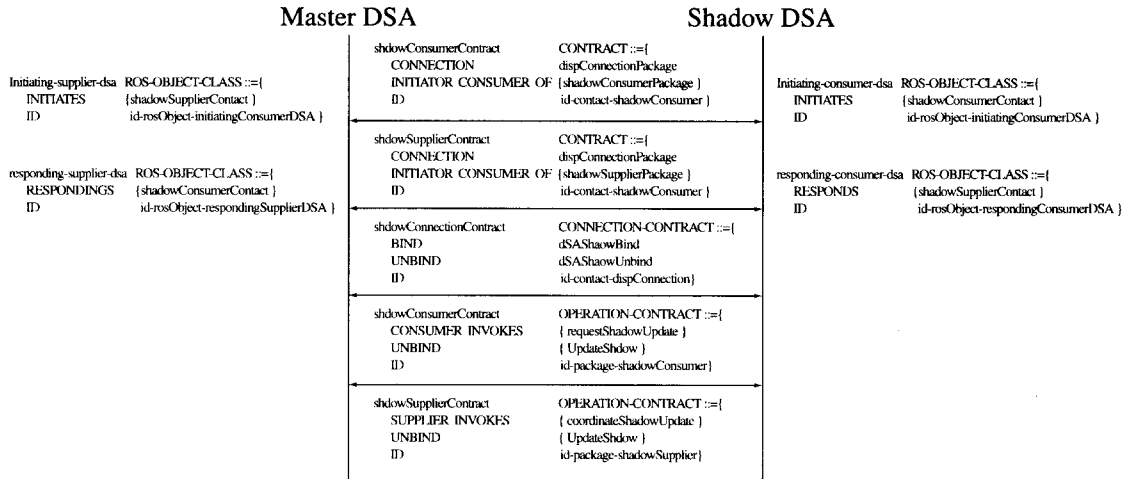 Master DSA
Shadow DSA
Initiating-supplier-dsa ROS-OBJECT-CLASS ::={
INITIATES {shadowSupplierContact }
ID id-rosObject-initiatingConsumerDSA }
responding-supplier-dsa ROS-OBJECT-CLASS ::={
RESPONDINGS {shadowConsumerContact }
ID id-rosObject-respondingSupplierDSA }
shdowConsumerContract CONTRACT ::={
CONNECTION dispConnectionPackage
INITIATOR CONSUMER OF {shadowConsumerPackage }
ID id-contact-shadowConsumer }
shdowSupplierContract CONTRACT ::={
CONNECTION dispConnectionPackage
INITIATOR CONSUMER OF {shadowSupplierPackage }
ID id-contact-shadowConsumer }
shdowConnectionContract CONNECTION-CONTRACT ::={
BIND dSAShaowBind
UNBIND dSAShaowUnbind
ID id-contact-dispConnection}
shdowConsumerContract OPERATION-CONTRACT ::={
CONSUMER INVOKES { requestShadowUpdate }
UNBIND { UpdateShdow }
ID id-package-shadowConsumer}
shdowSupplierContract OPERATION-CONTRACT ::={
SUPPLIER INVOKES { coordinateShadowUpdate }
UNBIND { UpdateShdow }
ID id-package-shadowSupplier}
Initiating-consumer-dsa ROS-OBJECT-CLASS ::={
INITIATES {shadowConsumerContact }
ID id-rosObject-initiatingConsumerDSA }
responding-consumer-dsa ROS-OBJECT-CLASS ::={
RESPONDS {shadowSupplierContact }
ID id-rosObject-respondingConsumerDSA }